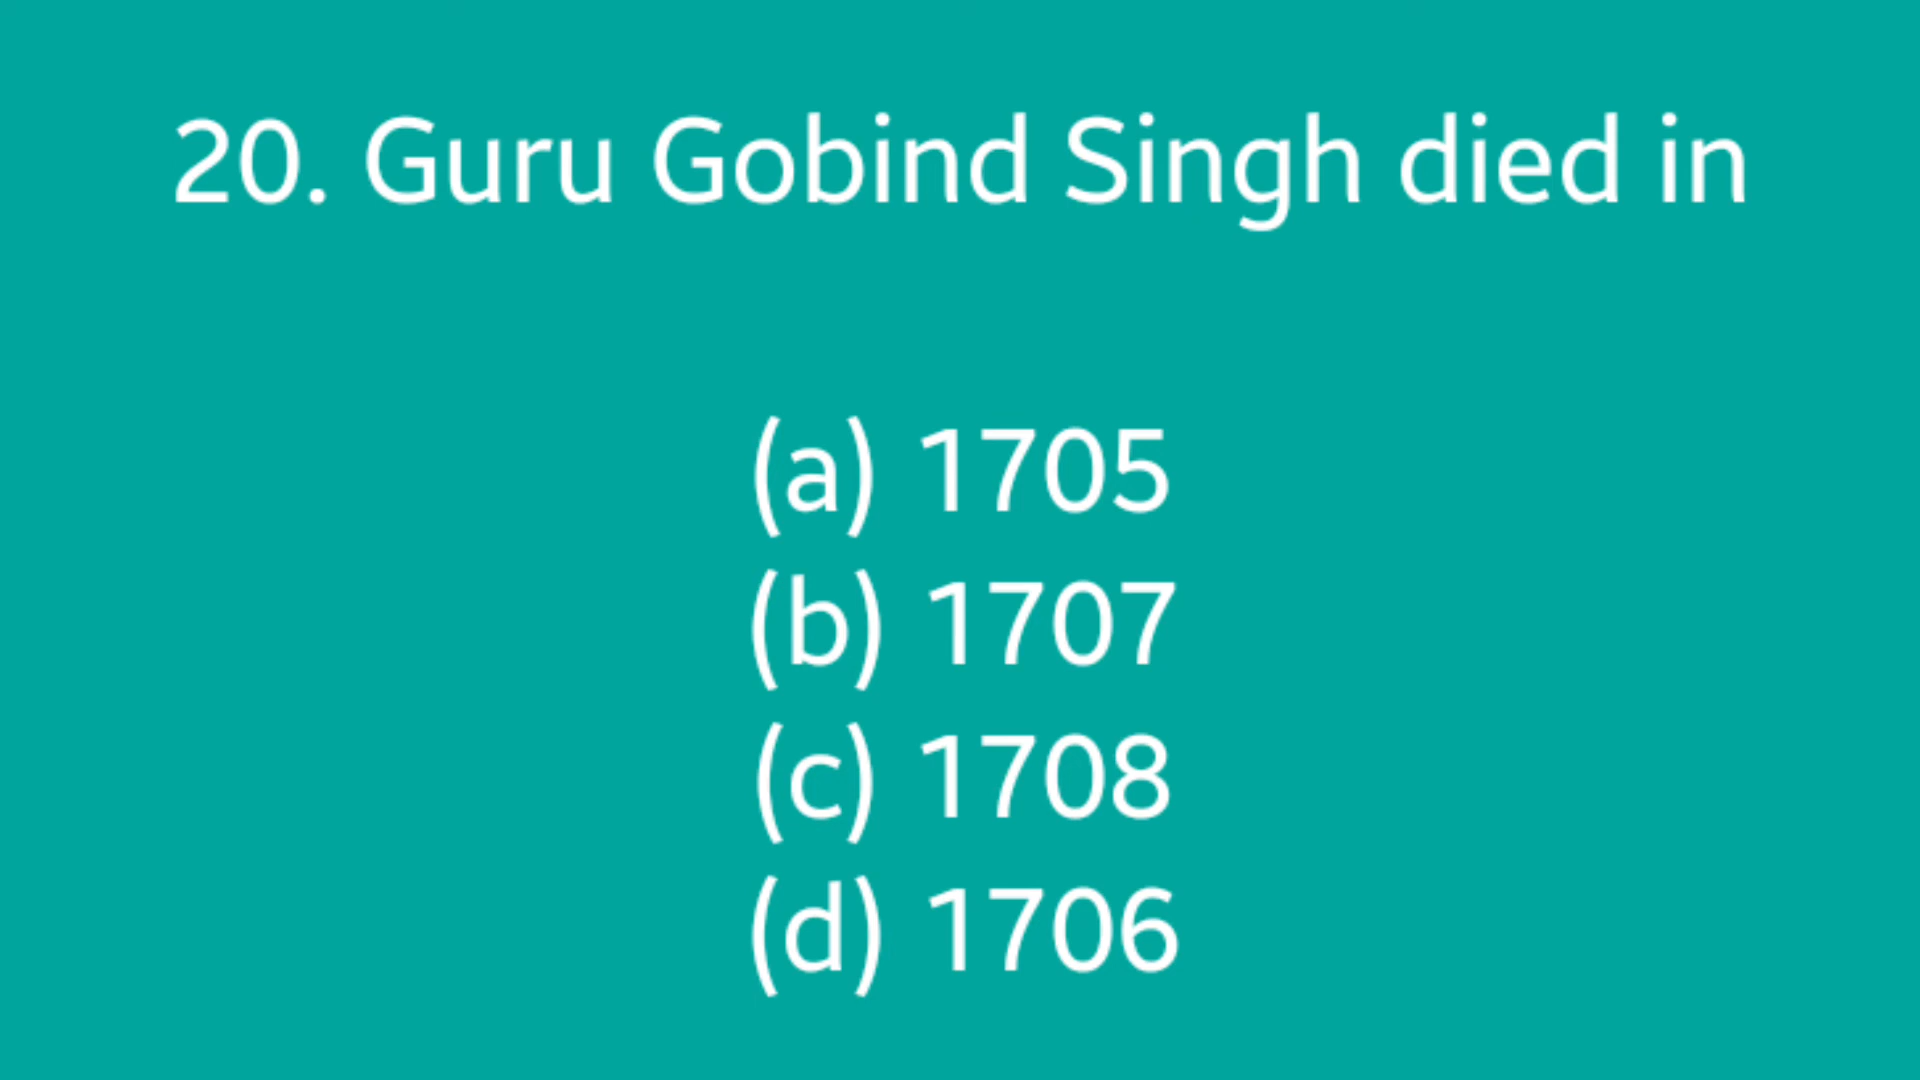 20. Guru Gobind Singh died in
(a) 1705
(b) 1707
(c) 1708
(d) 1706